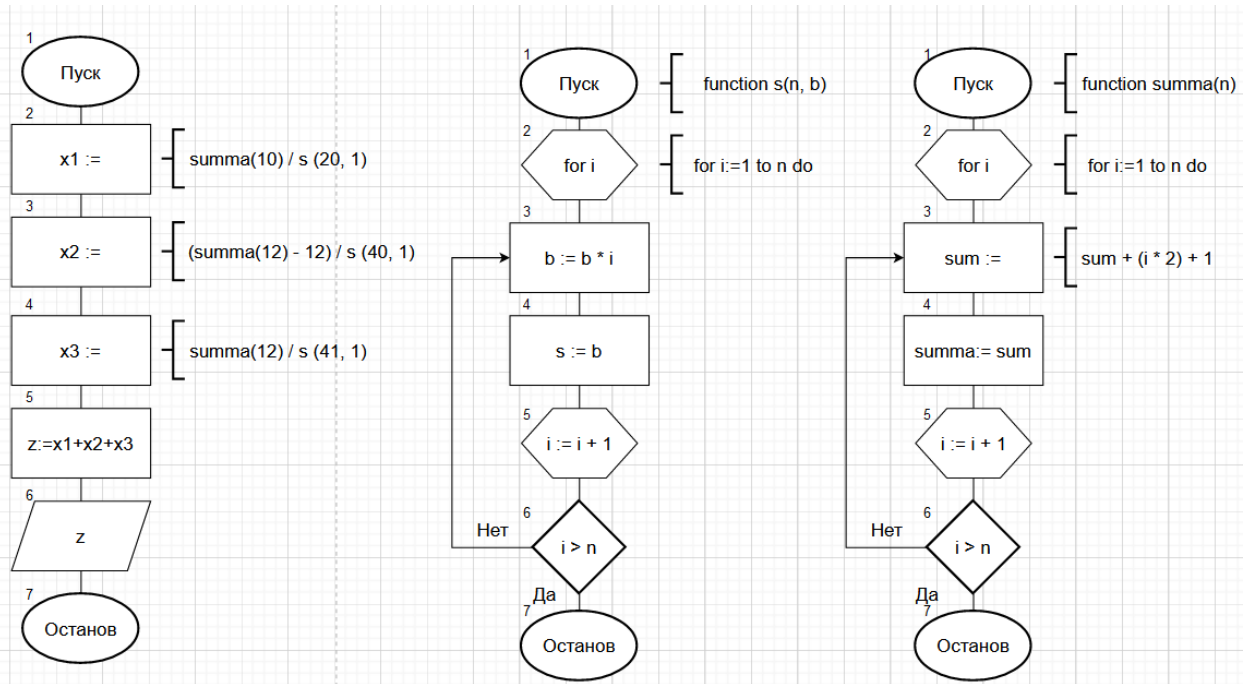 1
Пуск
2
x1 :=
summa(10) / s (20, 1)
3
x2 :=
(summa(12) - 12) / s (40, 1)
4
x3 :=
summa(12) / s (41, 1)
5
z:=x1+x2+x3
6
z
7
Останов
1
Пуск
function s(n, b)
2
for i
for i:=1 to n do
3
b := b * i
4
s := b
5
i := i + 1
6
Нет
i > n
Да
7
Останов
1
Пуск
function summa(n)
2
for i
for i:=1 to n do
3
sum :=
sum + (i * 2) + 1
4
summa:= sum
5
i := i + 1
6
Нет
i > n
Да
7
Останов